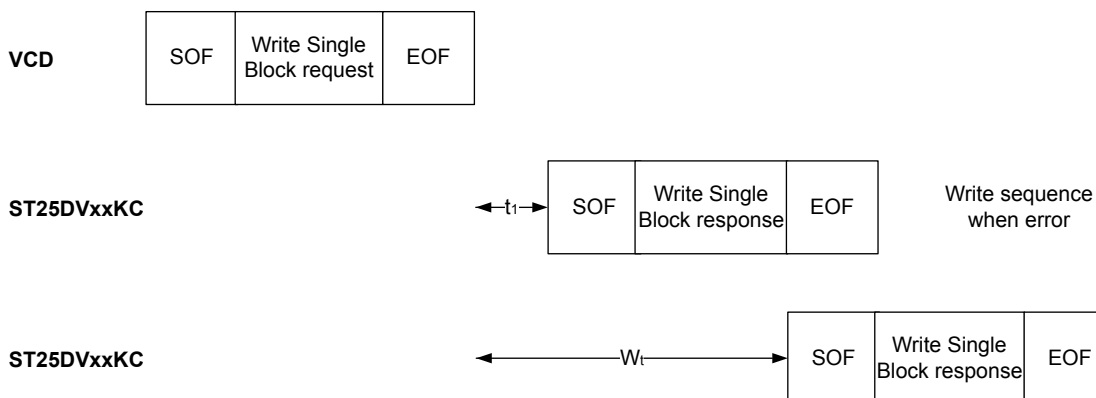 VCD
SOF
Write Single
Block request
EOF
ST25DVxxKC
t1
SOF
Write Single
Block response
EOF
Write sequence
when error
ST25DVxxKC
Wt
SOF
Write Single
Block response
EOF